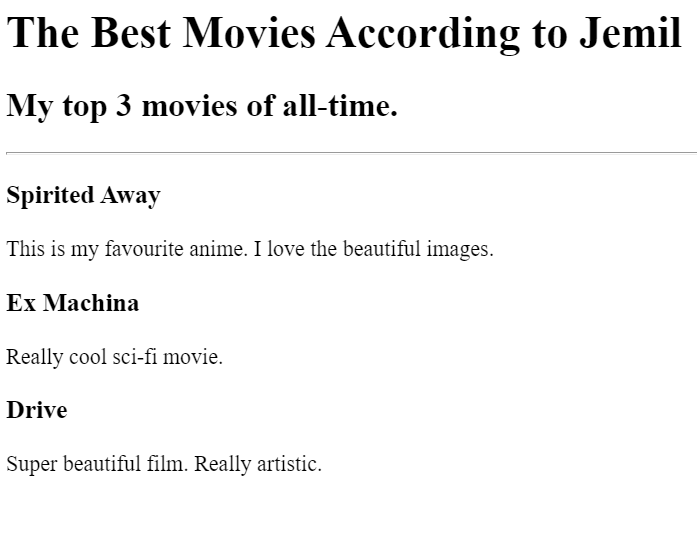 The Best Movies According to Jemil
My top 3 movies of all-time.
Spirited Away
This is my favourite anime. I love the beautiful images.
Ex Machina
Really cool sci-fi movie.
Drive
Super beautiful film. Really artistic.